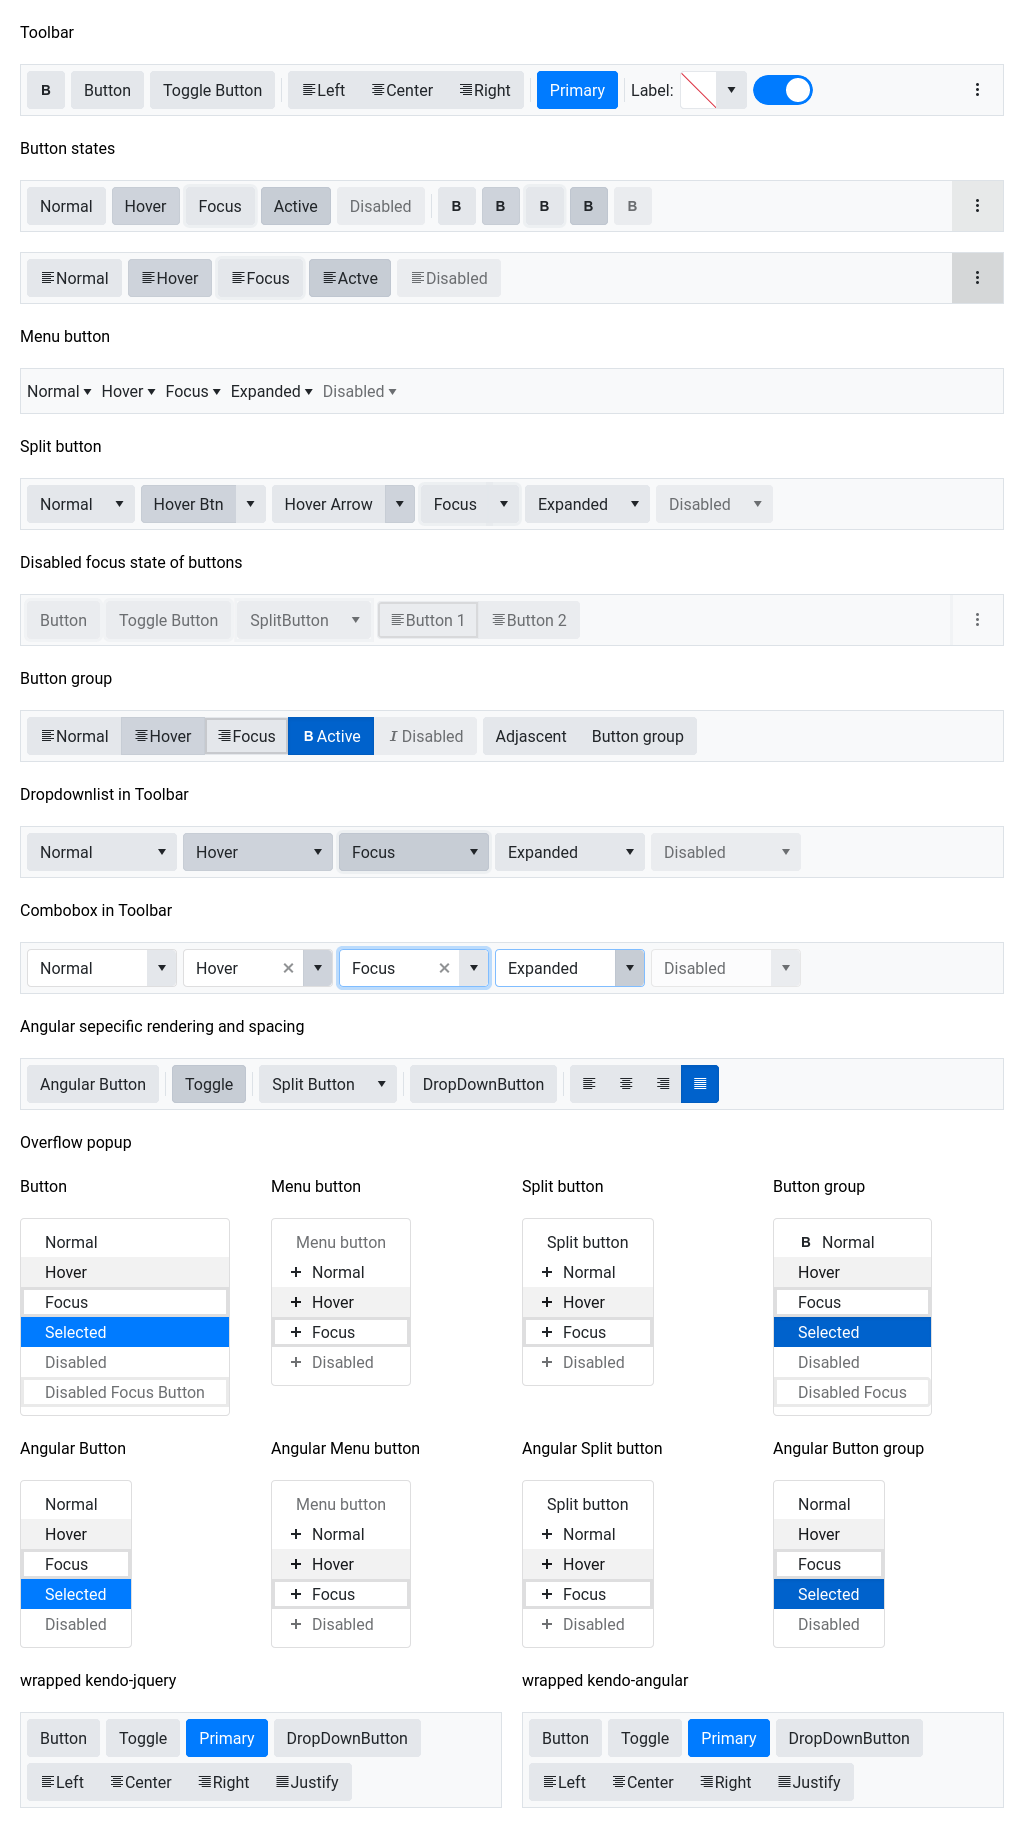 Toolbar
B Button Toggle Button Left Center Right Primary Label:
Button states
Normal Hover Focus Active Disabled B B B B B
Normal Hover Focus Actve Disabled
Menu button
Normal Hover Focus Expanded Disabled
Split button
Normal Hover Btn Hover Arrow Focus Expanded Disabled
Disabled focus state of buttons
Button Toggle Button SplitButton Button 1 Button 2
Button group
Normal Hover Focus B Active I Disabled Adjascent Button group
Dropdownlist in Toolbar
Normal Hover Focus Expanded Disabled
Combobox in Toolbar
Normal Hover Focus Expanded Disabled
Angular sepecific rendering and spacing
Angular Button Toggle Split Button DropDownButton
Overflow popup
Button Menu button Split button Button group
Normal Menu button Split button B Normal
Hover + Normal + Normal Hover
Focus + Hover + Hover Focus
Selected + Focus + Focus Selected
Disabled + Disabled + Disabled Disabled
Disabled Focus Button Disabled Focus
Angular Button Angular Menu button Angular Split button Angular Button group
Normal Menu button Split button Normal
Hover + Normal + Normal Hover
Focus + Hover + Hover Focus
Selected + Focus + Focus Selected
Disabled + Disabled + Disabled Disabled
wrapped kendo-jquery wrapped kendo-angular
Button Toggle Primary DropDownButton Button Toggle Primary DropDownButton
Left Center Right Justify Left Center Right Justify